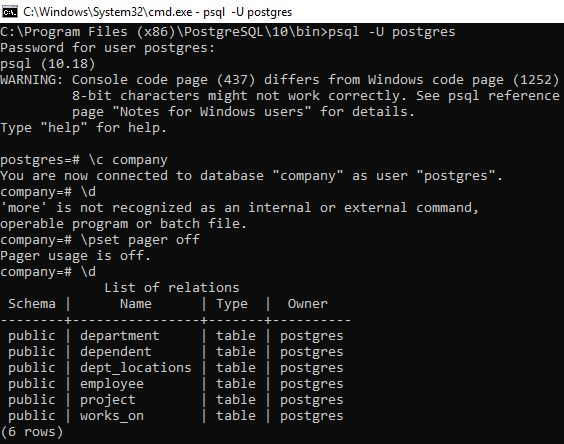 C:\Windows\System32\cmd.exe - psql  -U postgres
C:\Program Files (x86)\PostgreSQL\10\bin>psql -U postgres
Password for user postgres:
psql (10.18)
WARNING: Console code page (437) differs from Windows code page (1252)
         8-bit characters might not work correctly. See psql reference
         page "Notes for Windows users" for details.
Type "help" for help.

postgres=# \c company
You are now connected to database "company" as user "postgres".
company=# \d
'more' is not recognized as an internal or external command,
operable program or batch file.
company=# \pset pager off
Pager usage is off.
company=# \d
             List of relations
 Schema |      Name      | Type  |  Owner
--------+----------------+-------+----------
 public | department     | table | postgres
 public | dependent      | table | postgres
 public | dept_locations | table | postgres
 public | employee       | table | postgres
 public | project        | table | postgres
 public | works_on       | table | postgres
(6 rows)